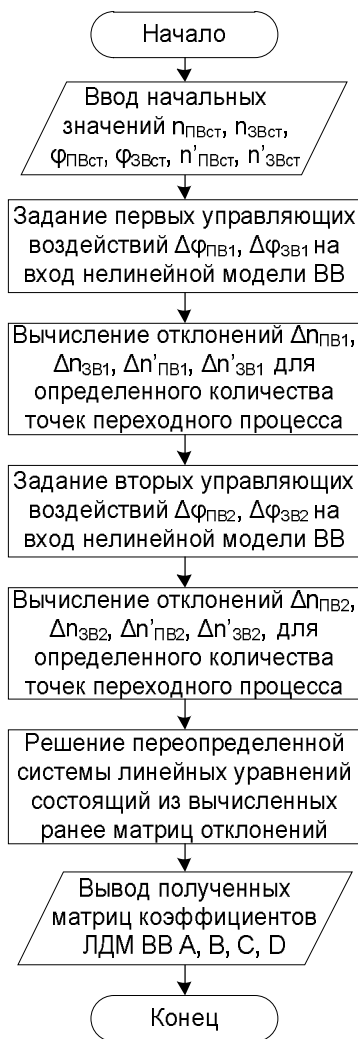 Начало
Ввод начальных
значений nПВст, nЗВст,
φПВст, φЗВст, n'ПВст, n'ЗВст
Задание первых управляющих
воздействий ΔφПВ1, ΔφЗВ1 на
вход нелинейной модели ВВ
Вычисление отклонений ΔnПВ1,
ΔnЗВ1, Δn'ПВ1, Δn'ЗВ1 для
определенного количества
точек переходного процесса
Задание вторых управляющих
воздействий ΔφПВ2, ΔφЗВ2 на
вход нелинейной модели ВВ
Вычисление отклонений ΔnПВ2,
ΔnЗВ2, Δn'ПВ2, Δn'ЗВ2, для
определенного количества
точек переходного процесса
Решение переопределенной
системы линейных уравнений
состоящий из вычисленных
ранее матриц отклонений
Вывод полученных
матриц коэффициентов
ЛДМ ВВ A, B, C, D
Конец